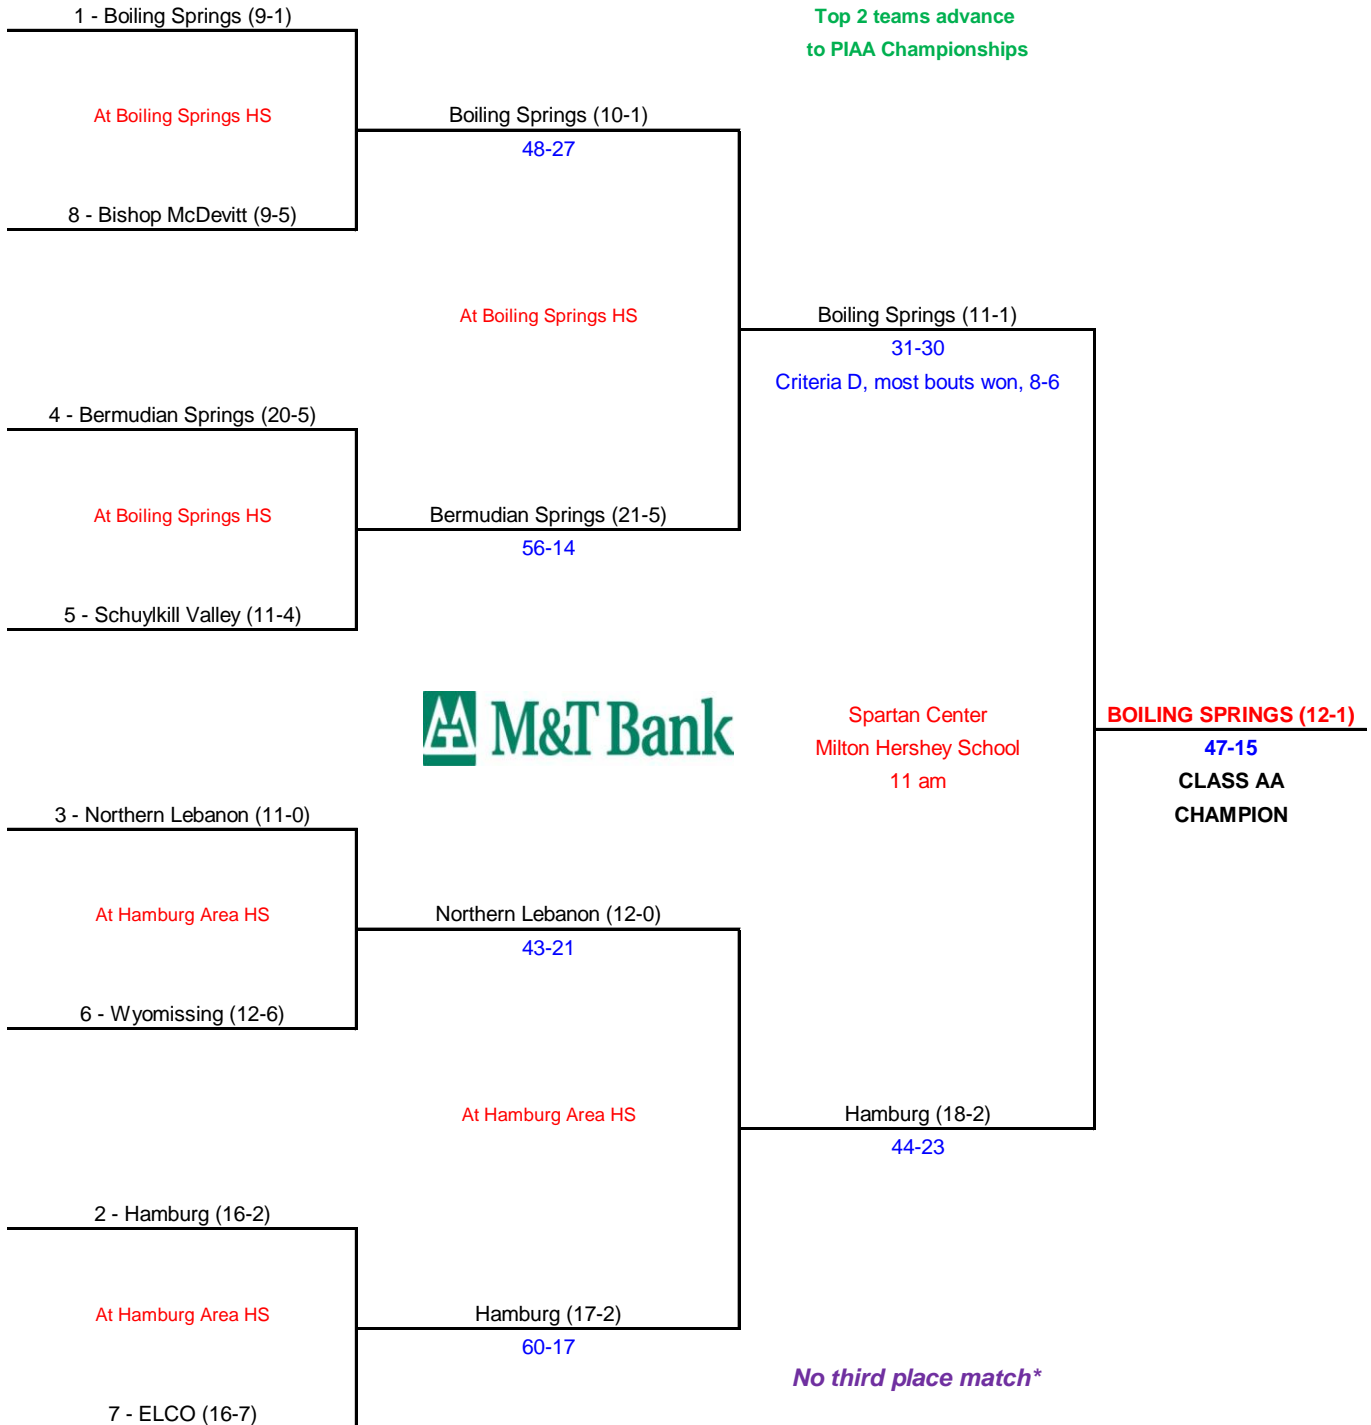 1 - Boiling Springs (9-1)
Top 2 teams advance
to PIAA Championships
At Boiling Springs HS
Boiling Springs (10-1)
48-27
8 - Bishop McDevitt (9-5)
At Boiling Springs HS
Boiling Springs (11-1)
31-30
Criteria D, most bouts won, 8-6
4 - Bermudian Springs (20-5)
At Boiling Springs HS
Bermudian Springs (21-5)
56-14
5 - Schuylkill Valley (11-4)
M&T Bank
Spartan Center
Milton Hershey School
11 am
BOILING SPRINGS (12-1)
47-15
CLASS AA
CHAMPION
3 - Northern Lebanon (11-0)
At Hamburg Area HS
Northern Lebanon (12-0)
43-21
6 - Wyomissing (12-6)
At Hamburg Area HS
Hamburg (18-2)
44-23
2 - Hamburg (16-2)
At Hamburg Area HS
Hamburg (17-2)
60-17
No third place match*
7 - ELCO (16-7)